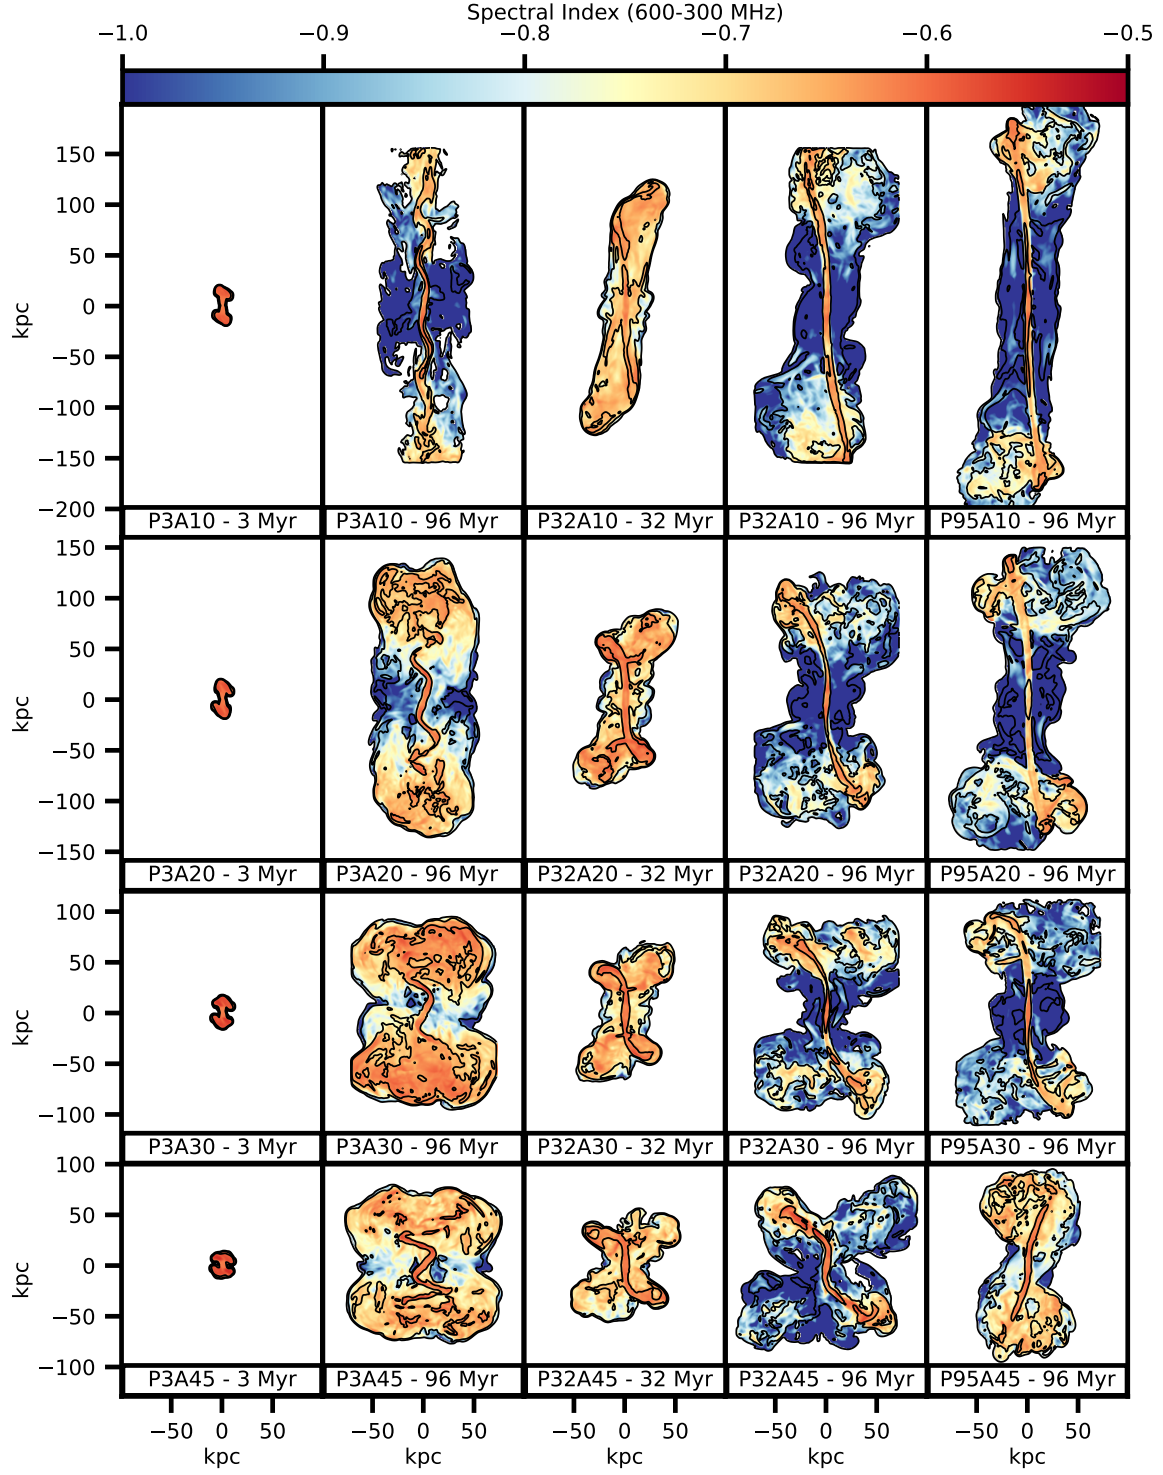 Spectral Index (600-300 MHz)
−1.0 −0.9 −0.8 −0.7 −0.6 −0.5
150
100
50
0
−50
−100
−150
−200
kpc
P3A10 - 3 Myr P3A10 - 96 Myr P32A10 - 32 Myr P32A10 - 96 Myr P95A10 - 96 Myr
150
100
50
0
−50
−100
−150
kpc
P3A20 - 3 Myr P3A20 - 96 Myr P32A20 - 32 Myr P32A20 - 96 Myr P95A20 - 96 Myr
100
50
0
−50
−100
kpc
P3A30 - 3 Myr P3A30 - 96 Myr P32A30 - 32 Myr P32A30 - 96 Myr P95A30 - 96 Myr
100
50
0
−50
−100
kpc
P3A45 - 3 Myr P3A45 - 96 Myr P32A45 - 32 Myr P32A45 - 96 Myr P95A45 - 96 Myr
−50 0 50 −50 0 50 −50 0 50 −50 0 50 −50 0 50
kpc kpc kpc kpc kpc